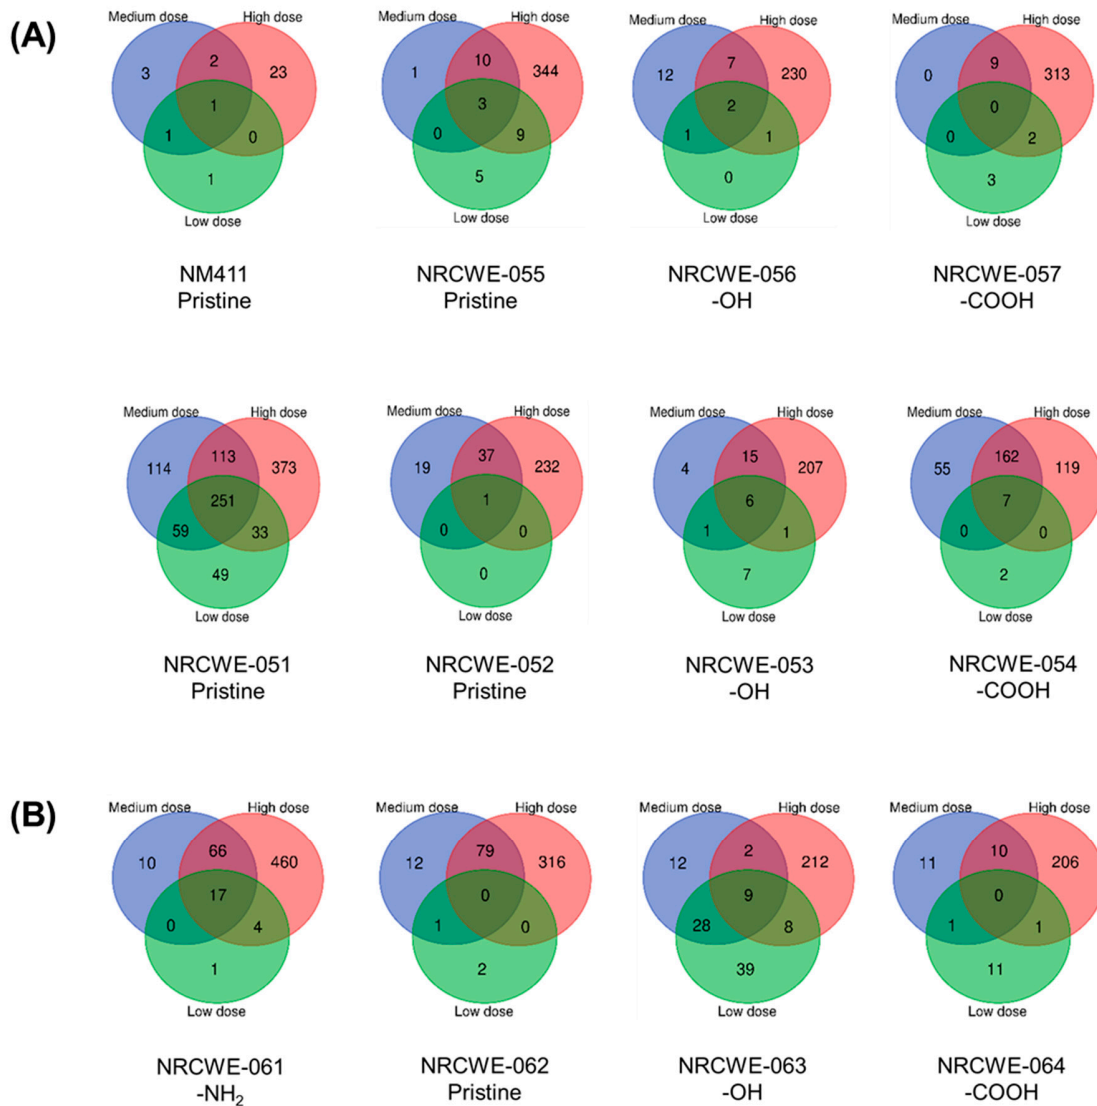 (A)
Medium dose High dose
3 2 23
1
1 0
1
Low dose
NM411
Pristine
Medium dose High dose
1 10 344
3
0 9
5
Low dose
NRCWE-055
Pristine
Medium dose High dose
12 7 230
2
1 1
0
Low dose
NRCWE-056
-OH
Medium dose High dose
0 9 313
0
0 2
3
Low dose
NRCWE-057
-COOH
Medium dose High dose
114 113 373
251
59 33
49
Low dose
NRCWE-051
Pristine
Medium dose High dose
19 37 232
1
0 0
0
Low dose
NRCWE-052
Pristine
Medium dose High dose
4 15 207
6
1 1
7
Low dose
NRCWE-053
-OH
Medium dose High dose
55 162 119
7
0 0
2
Low dose
NRCWE-054
-COOH
(B)
Medium dose High dose
10 66 460
17
0 4
1
Low dose
NRCWE-061
-NH₂
Medium dose High dose
12 79 316
0
1 0
2
Low dose
NRCWE-062
Pristine
Medium dose High dose
12 2 212
9
28 8
39
Low dose
NRCWE-063
-OH
Medium dose High dose
11 10 206
0
1 1
11
Low dose
NRCWE-064
-COOH